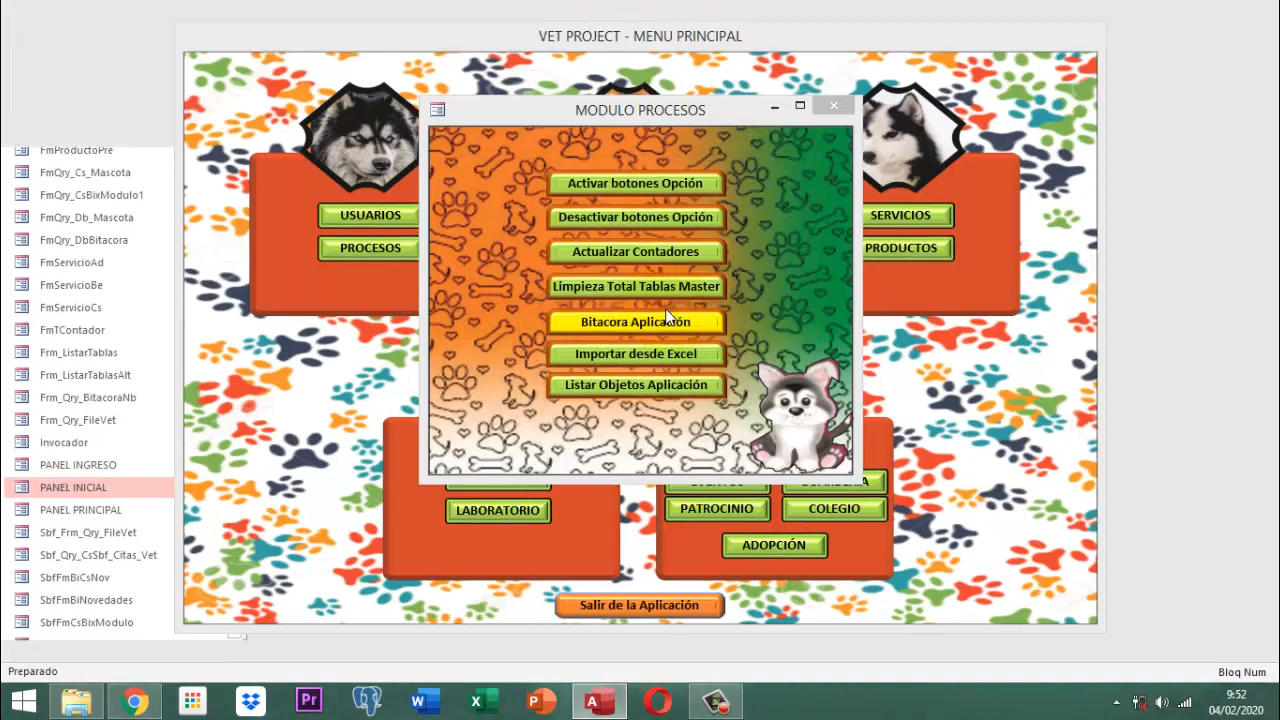 VET PROJECT - MENU PRINCIPAL
MODULO PROCESOS
FmProductoPre
FmQry_Cs_Mascota
FmQry_CsBixModulo1
FmQry_Db_Mascota
FmQry_DbBitacora
FmServicioAd
FmServicioBe
FmServicioCs
FmTContador
Frm_ListarTablas
Frm_ListarTablasAlt
Frm_Qry_BitacoraNb
Frm_Qry_FileVet
Invocador
PANEL INGRESO
PANEL INICIAL
PANEL PRINCIPAL
Sbf_Frm_Qry_FileVet
Sbf_Qry_CsSbf_Citas_Vet
SbfFmBiCsNov
SbfFmBiNovedades
SbfFmCsBixModulo
USUARIOS
PROCESOS
Activar botones Opción
Desactivar botones Opción
Actualizar Contadores
Limpieza Total Tablas Master
Bitacora Aplicación
Importar desde Excel
Listar Objetos Aplicación
SERVICIOS
PRODUCTOS
LABORATORIO
PATROCINIO
COLEGIO
ADOPCIÓN
Salir de la Aplicación
Preparado
Bloq Num
Pr
W
X
P
A
9:52
04/02/2020